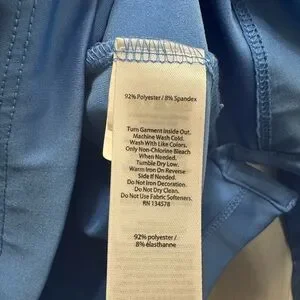 92% Polyester / 8% Spandex
Turn Garment Inside Out.
Machine Wash Cold.
Wash With Like Colors.
Only Non-Chlorine Bleach
When Needed.
Tumble Dry Low.
Warm Iron On Reverse
Side If Needed.
Do Not Iron Decoration.
Do Not Dry Clean.
Do Not Use Fabric Softeners.
RN 134578
92% polyester /
8% élasthanne